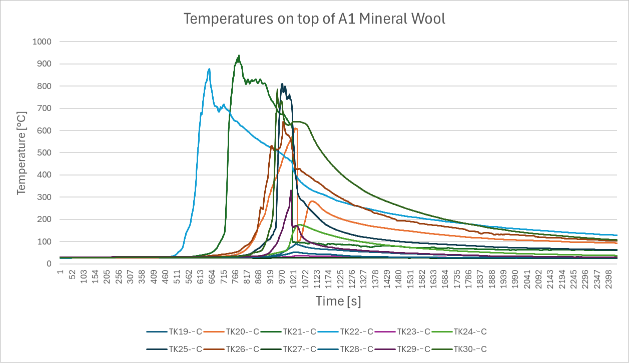 Temperatures on top of A1 Mineral Wool
1000
900
800
700
600
500
400
300
200
100
0
Temperature [°C]
1 52 103 154 205 256 307 358 409 460 511 562 613 664 715 766 817 868 919 970 1021 1072 1123 1174 1225 1276 1327 1378 1429 1480 1531 1582 1633 1684 1735 1786 1837 1888 1939 1990 2041 2092 2143 2194 2245 2296 2347 2398
Time [s]
TK19--C TK20--C TK21--C TK22--C TK23--C TK24--C
TK25--C TK26--C TK27--C TK28--C TK29--C TK30--C